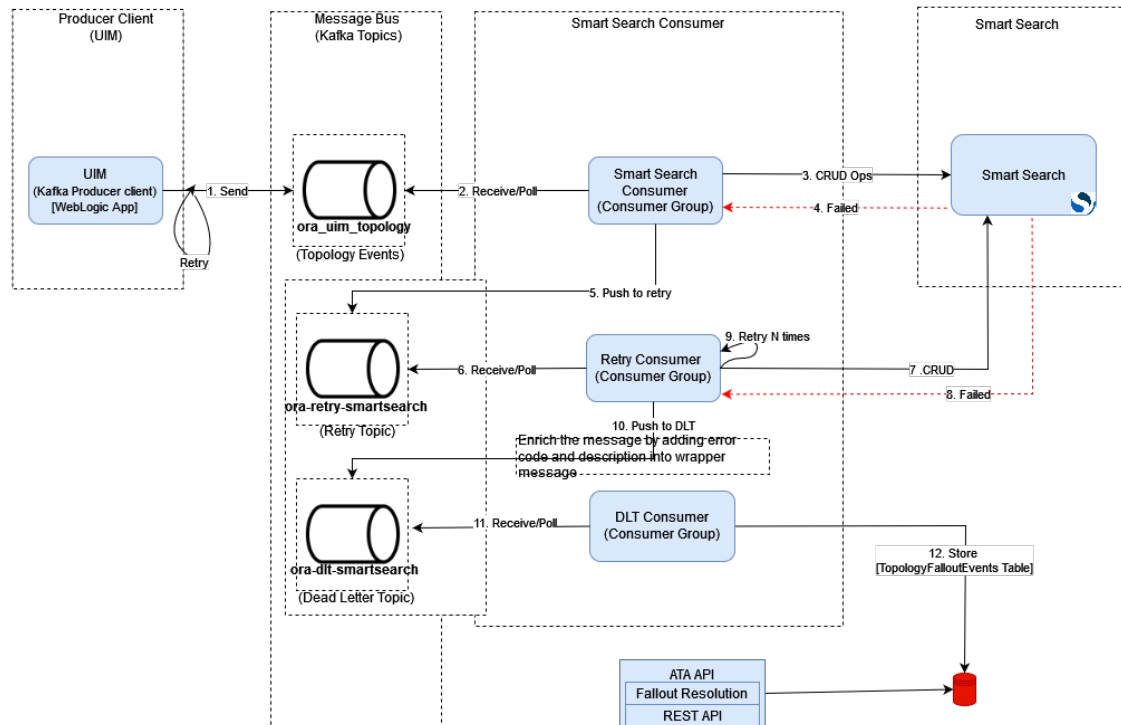 Producer Client
(UIM)
Message Bus
(Kafka Topics)
Smart Search Consumer
Smart Search
UIM
(Kafka Producer client)
[WebLogic App]
1. Send
Retry
ora_uim_topology
(Topology Events)
2. Receive/Poll
Smart Search
Consumer
(Consumer Group)
3. CRUD Ops
4. Failed
Smart Search
5. Push to retry
ora-retry-smartsearch
(Retry Topic)
6. Receive/Poll
Retry Consumer
(Consumer Group)
9. Retry N times
7 .CRUD
8. Failed
10. Push to DLT
Enrich the message by adding error
code and description into wrapper
message
ora-dlt-smartsearch
(Dead Letter Topic)
11. Receive/Poll
DLT Consumer
(Consumer Group)
12. Store
[TopologyFalloutEvents Table]
ATA API
Fallout Resolution
REST API